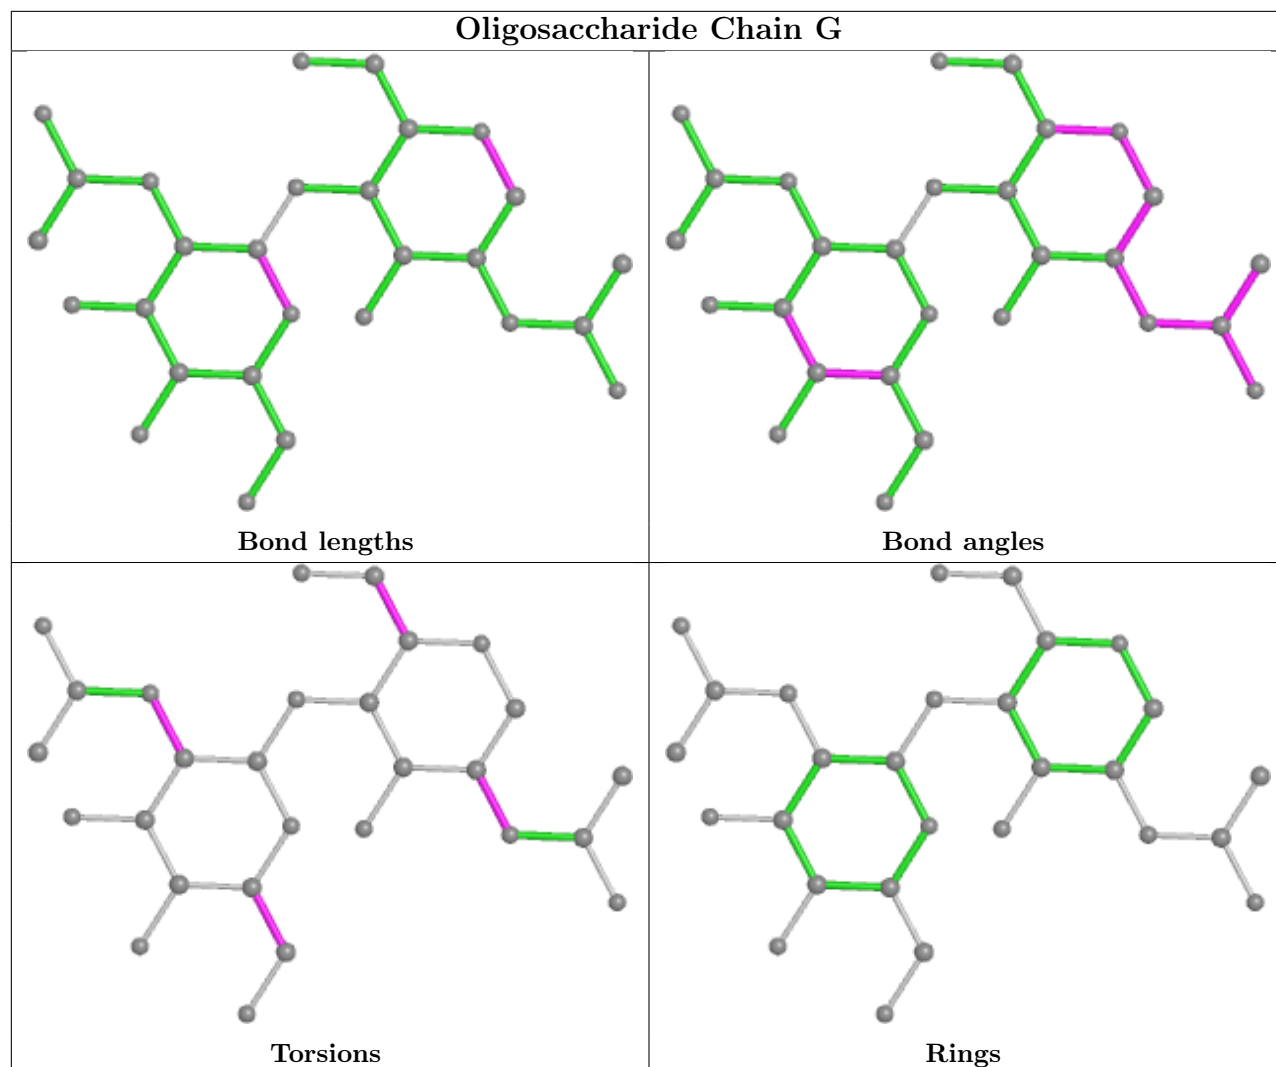 Oligosaccharide Chain G
Bond lengths
Bond angles
Torsions
Rings